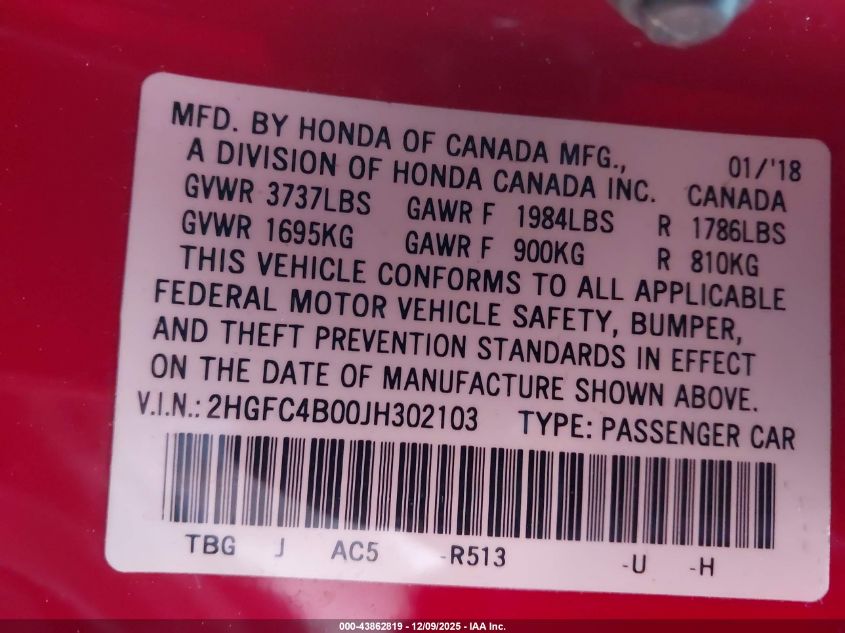 MFD. BY HONDA OF CANADA MFG., 01/'18
A DIVISION OF HONDA CANADA INC. CANADA
GVWR 3737LBS GAWR F 1984LBS R 1786LBS
GVWR 1695KG GAWR F 900KG R 810KG
THIS VEHICLE CONFORMS TO ALL APPLICABLE
FEDERAL MOTOR VEHICLE SAFETY, BUMPER,
AND THEFT PREVENTION STANDARDS IN EFFECT
ON THE DATE OF MANUFACTURE SHOWN ABOVE.
V.I.N.: 2HGFC4B00JH302103 TYPE: PASSENGER CAR
TBG J AC5 -R513 -U -H
000-43862819 - 12/09/2025 - IAA Inc.